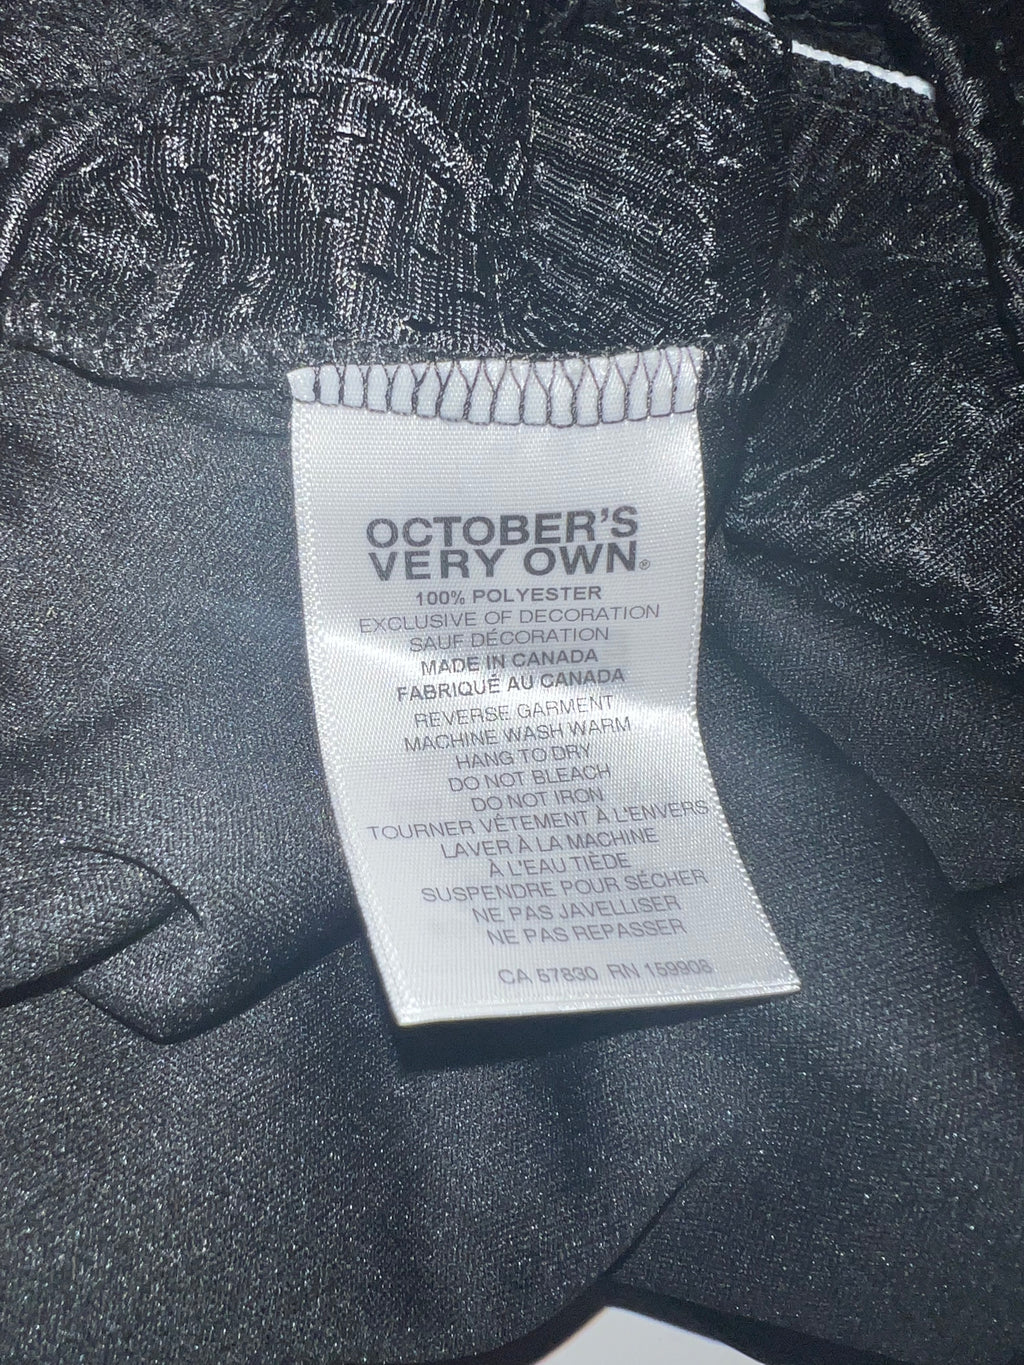 OCTOBER'S
VERY OWN®
100% POLYESTER
EXCLUSIVE OF DECORATION
SAUF DÉCORATION
MADE IN CANADA
FABRIQUÉ AU CANADA
REVERSE GARMENT
MACHINE WASH WARM
HANG TO DRY
DO NOT BLEACH
DO NOT IRON
TOURNER VÊTEMENT À L'ENVERS
LAVER À LA MACHINE
À L'EAU TIÈDE
SUSPENDRE POUR SÉCHER
NE PAS JAVELLISER
NE PAS REPASSER
CA 57830 RN 159908